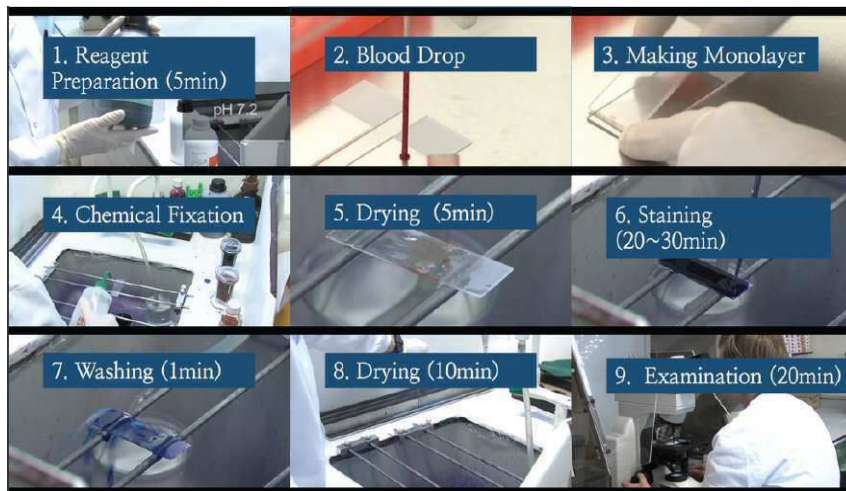 1. Reagent
Preparation (5min)
pH 7.2
2. Blood Drop
3. Making Monolayer
4. Chemical Fixation
5. Drying (5min)
6. Staining
(20~30min)
7. Washing (1min)
8. Drying (10min)
9. Examination (20min)